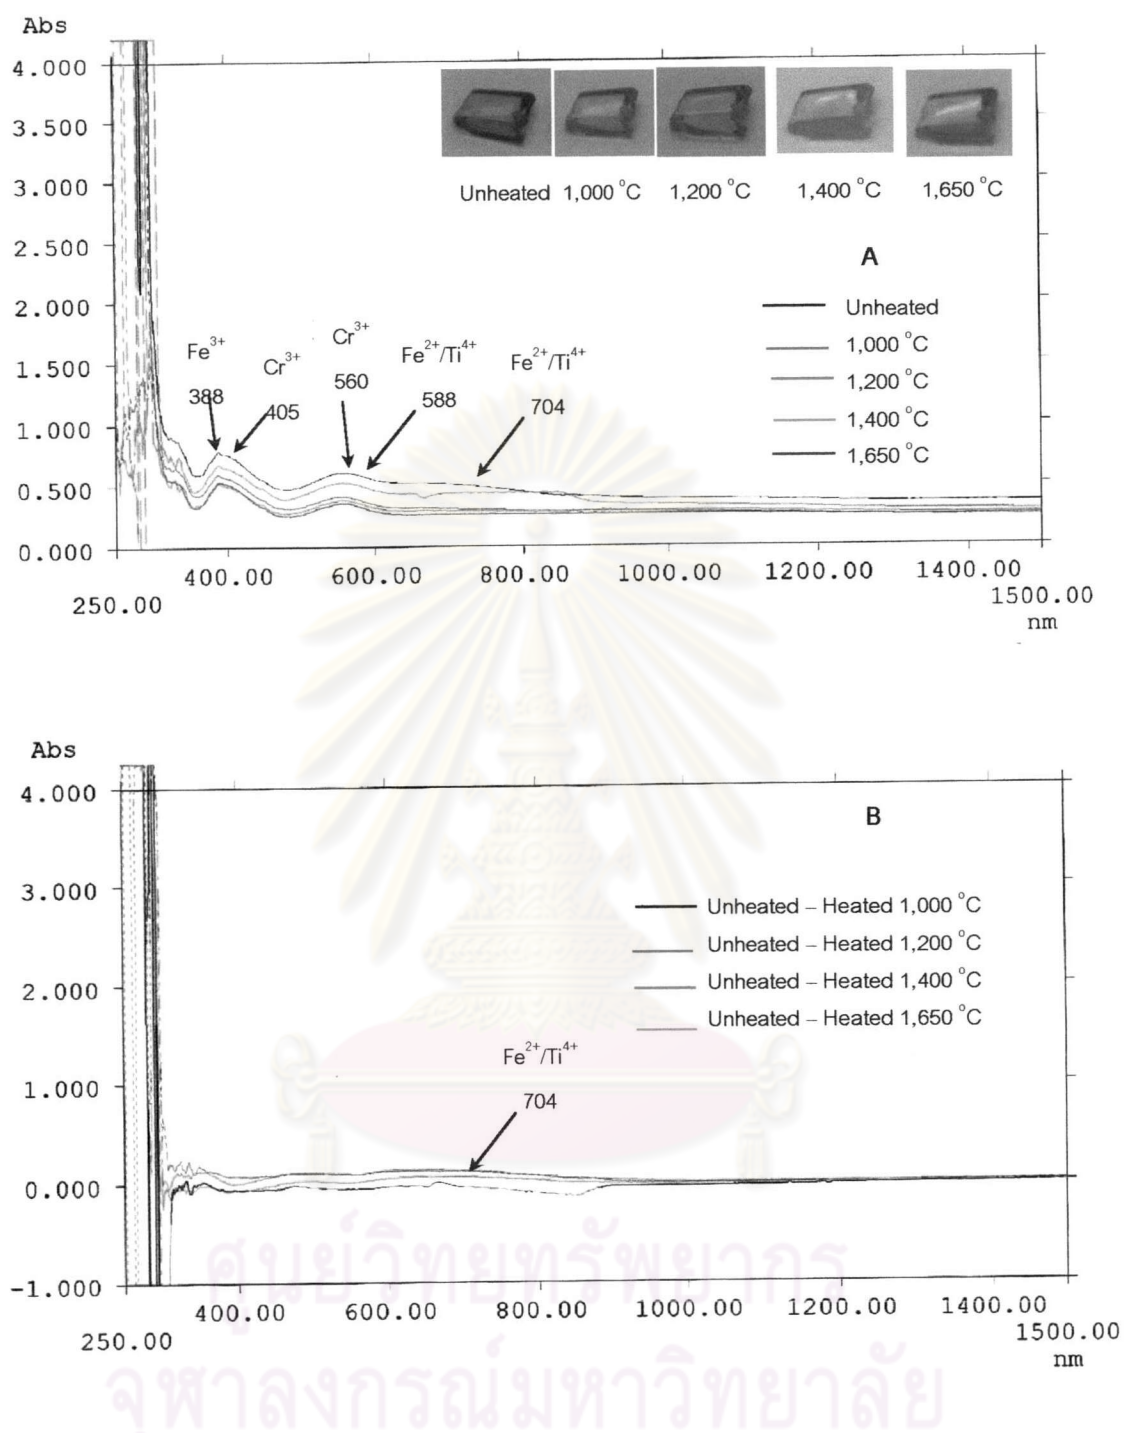 Abs
4.000
3.500
3.000
2.500
2.000
1.500
1.000
0.500
0.000
Unheated 1,000 °C 1,200 °C 1,400 °C 1,650 °C
A
Unheated
1,000 °C
1,200 °C
1,400 °C
1,650 °C
Fe³⁺
388
Cr³⁺
405
Cr³⁺
560
Fe²⁺/Ti⁴⁺
588
Fe²⁺/Ti⁴⁺
704
400.00 600.00 800.00 1000.00 1200.00 1400.00
250.00 1500.00
nm
Abs
4.000
3.000
2.000
1.000
0.000
-1.000
B
Unheated – Heated 1,000 °C
Unheated – Heated 1,200 °C
Unheated – Heated 1,400 °C
Unheated – Heated 1,650 °C
Fe²⁺/Ti⁴⁺
704
400.00 600.00 800.00 1000.00 1200.00 1400.00
250.00 1500.00
nm
ศูนย์วิทยทรัพยากร
จุฬาลงกรณ์มหาวิทยาลัย